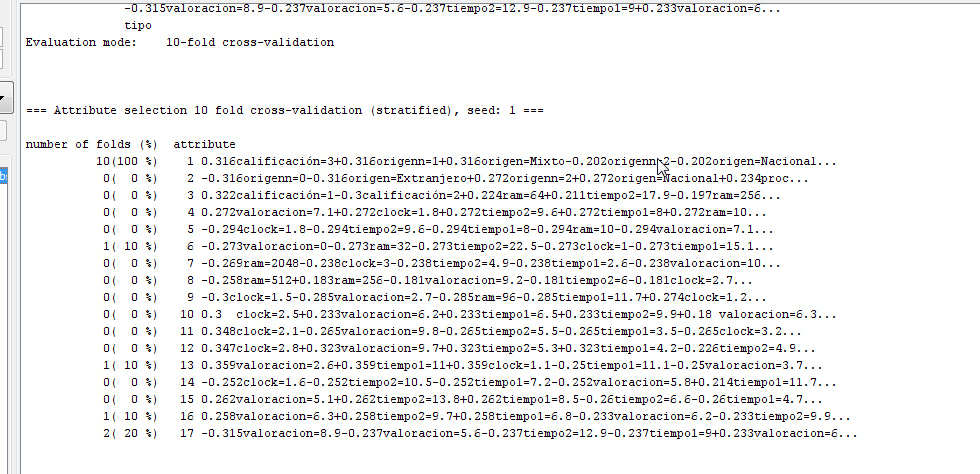 -0.315valoracion=8.9-0.237valoracion=5.6-0.237tiempo2=12.9-0.237tiempo1=9+0.233valoracion=6...
tipo
Evaluation mode:    10-fold cross-validation
=== Attribute selection 10 fold cross-validation (stratified), seed: 1 ===
number of folds (%)  attribute
10(100 %)    1 0.316calificación=3+0.316origenn=1+0.316origen=Mixto-0.202origenn=2-0.202origen=Nacional...
0(  0 %)    2 -0.316origenn=0-0.316origen=Extranjero+0.272origenn=2+0.272origen=Nacional+0.234proc...
0(  0 %)    3 0.322calificación=1-0.3calificación=2+0.224ram=64+0.211tiempo2=17.9-0.197ram=256...
0(  0 %)    4 0.272valoracion=7.1+0.272clock=1.8+0.272tiempo2=9.6+0.272tiempo1=8+0.272ram=10...
0(  0 %)    5 -0.294clock=1.8-0.294tiempo2=9.6-0.294tiempo1=8-0.294ram=10-0.294valoracion=7.1...
1( 10 %)    6 -0.273valoracion=0-0.273ram=32-0.273tiempo2=22.5-0.273clock=1-0.273tiempo1=15.1...
0(  0 %)    7 -0.269ram=2048-0.238clock=3-0.238tiempo2=4.9-0.238tiempo1=2.6-0.238valoracion=10...
0(  0 %)    8 -0.258ram=512+0.183ram=256-0.181valoracion=9.2-0.181tiempo2=6-0.181clock=2.7...
0(  0 %)    9 -0.3clock=1.5-0.285valoracion=2.7-0.285ram=96-0.285tiempo1=11.7+0.274clock=1.2...
0(  0 %)   10 0.3  clock=2.5+0.233valoracion=6.2+0.233tiempo1=6.5+0.233tiempo2=9.9+0.18 valoracion=6.3...
0(  0 %)   11 0.348clock=2.1-0.265valoracion=9.8-0.265tiempo2=5.5-0.265tiempo1=3.5-0.265clock=3.2...
0(  0 %)   12 0.347clock=2.8+0.323valoracion=9.7+0.323tiempo2=5.3+0.323tiempo1=4.2-0.226tiempo2=4.9...
1( 10 %)   13 0.359valoracion=2.6+0.359tiempo1=11+0.359clock=1.1-0.25tiempo1=11.1-0.25valoracion=3.7...
0(  0 %)   14 -0.252clock=1.6-0.252tiempo2=10.5-0.252tiempo1=7.2-0.252valoracion=5.8+0.214tiempo1=11.7...
0(  0 %)   15 0.262valoracion=5.1+0.262tiempo2=13.8+0.262tiempo1=8.5-0.26tiempo2=6.6-0.26tiempo1=4.7...
1( 10 %)   16 0.258valoracion=6.3+0.258tiempo2=9.7+0.258tiempo1=6.8-0.233valoracion=6.2-0.233tiempo2=9.9...
2( 20 %)   17 -0.315valoracion=8.9-0.237valoracion=5.6-0.237tiempo2=12.9-0.237tiempo1=9+0.233valoracion=6...